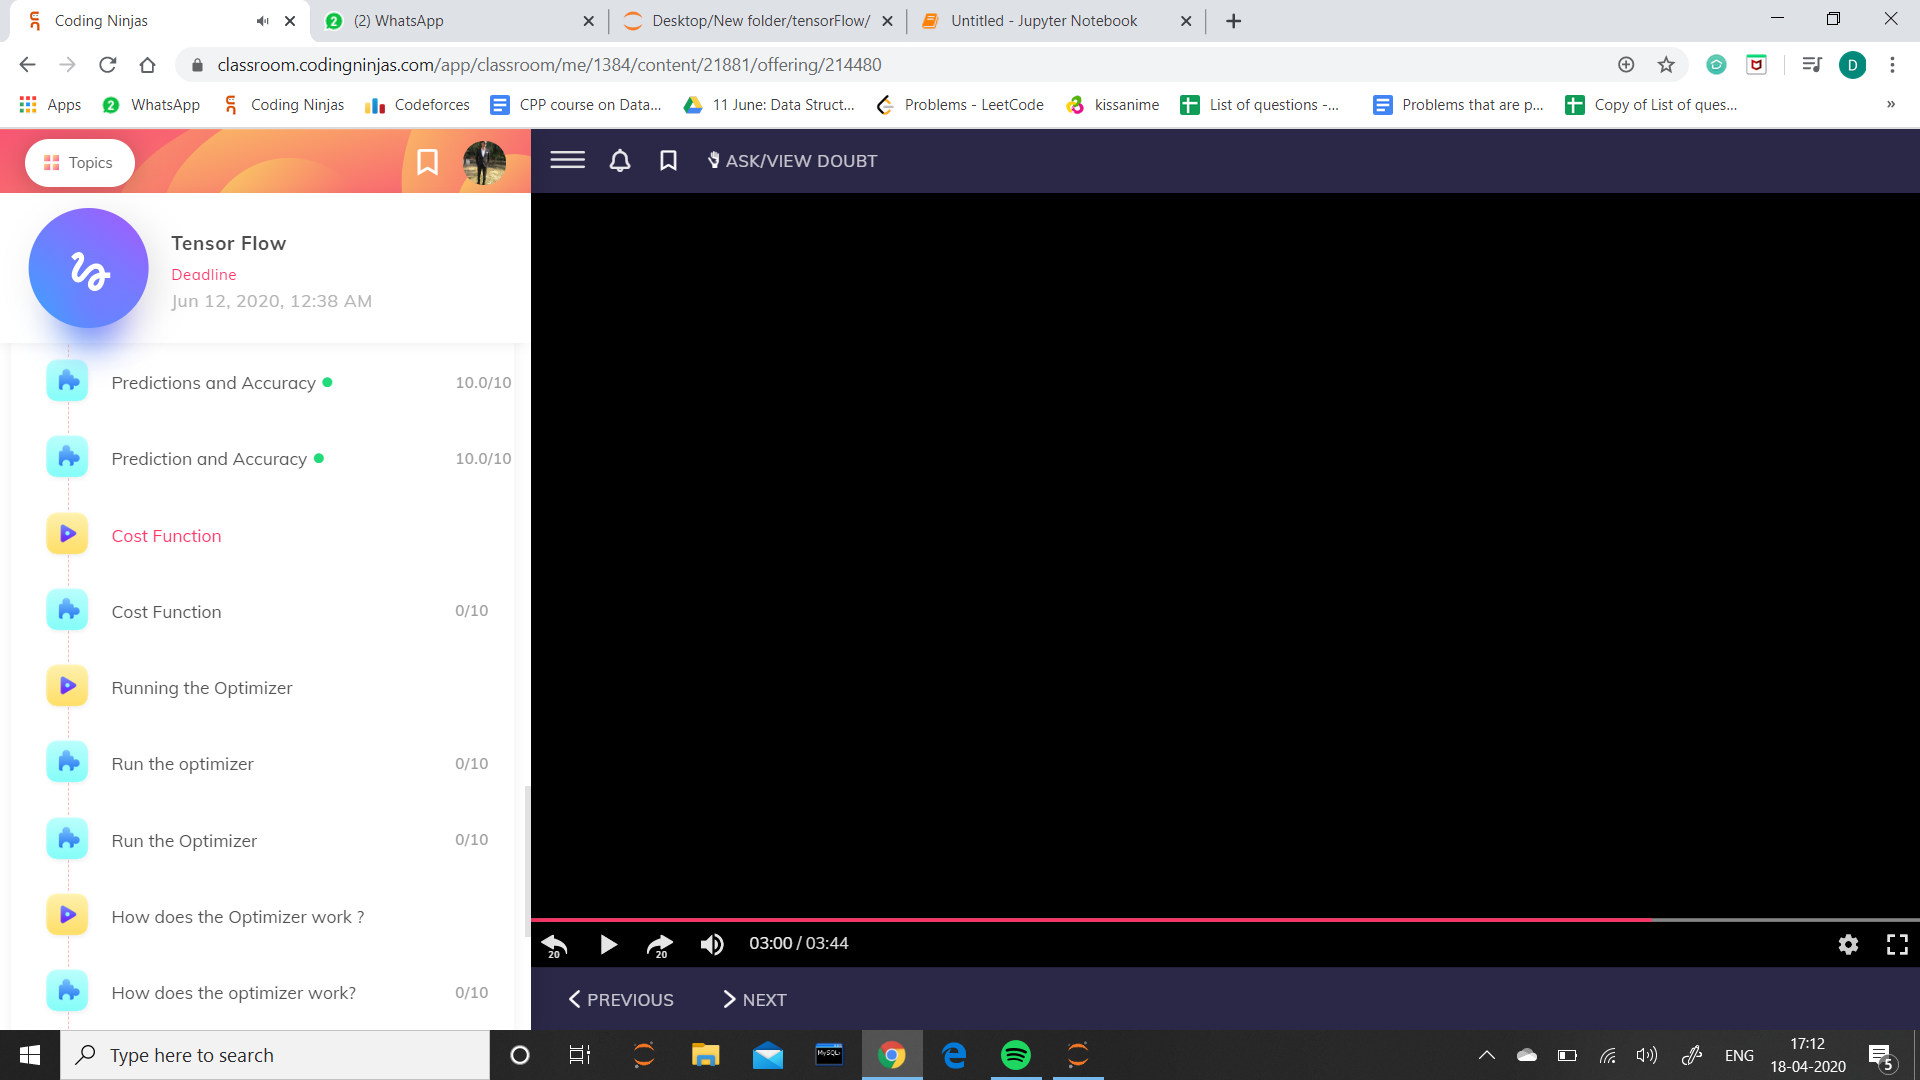 Coding Ninjas
2 (2) WhatsApp
Desktop/New folder/tensorFlow/
Untitled - Jupyter Notebook
classroom.codingninjas.com/app/classroom/me/1384/content/21881/offering/214480
D
Apps
2 WhatsApp
Coding Ninjas
Codeforces
CPP course on Data...
11 June: Data Struct...
Problems - LeetCode
kissanime
List of questions -...
Problems that are p...
Copy of List of ques...
»
Topics
ASK/VIEW DOUBT
Tensor Flow
Deadline
Jun 12, 2020, 12:38 AM
Predictions and Accuracy 10.0/10
Prediction and Accuracy 10.0/10
Cost Function
Cost Function 0/10
Running the Optimizer
Run the optimizer 0/10
Run the Optimizer 0/10
How does the Optimizer work ?
How does the optimizer work? 0/10
20
20
03:00 / 03:44
PREVIOUS
NEXT
Type here to search
MySQL
ENG
17:12
18-04-2020
5